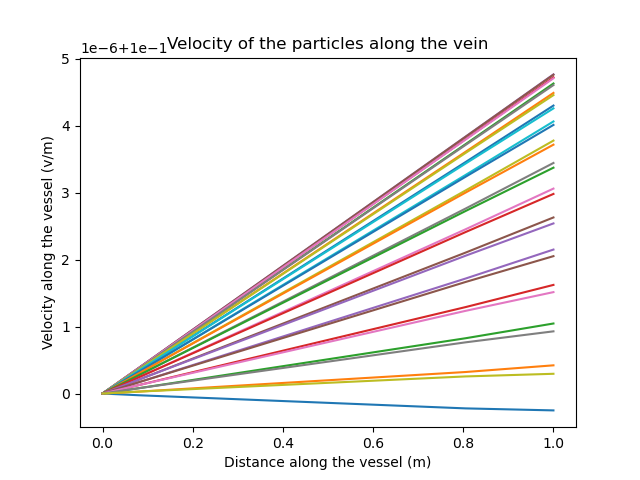 1e−6+1e−1
Velocity of the particles along the vein
Velocity along the vessel (v/m)
5
4
3
2
1
0
0.0 0.2 0.4 0.6 0.8 1.0
Distance along the vessel (m)